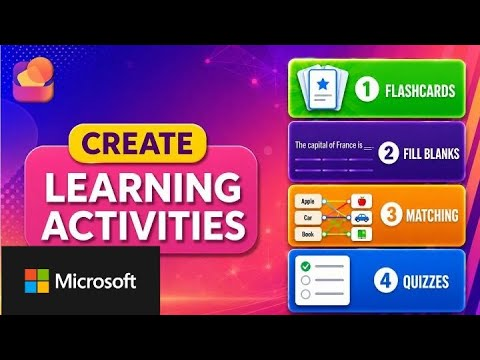 CREATE
LEARNING
ACTIVITIES
Microsoft
1 FLASHCARDS
The capital of France is __.
2 FILL BLANKS
Apple
Car
Book
3 MATCHING
4 QUIZZES